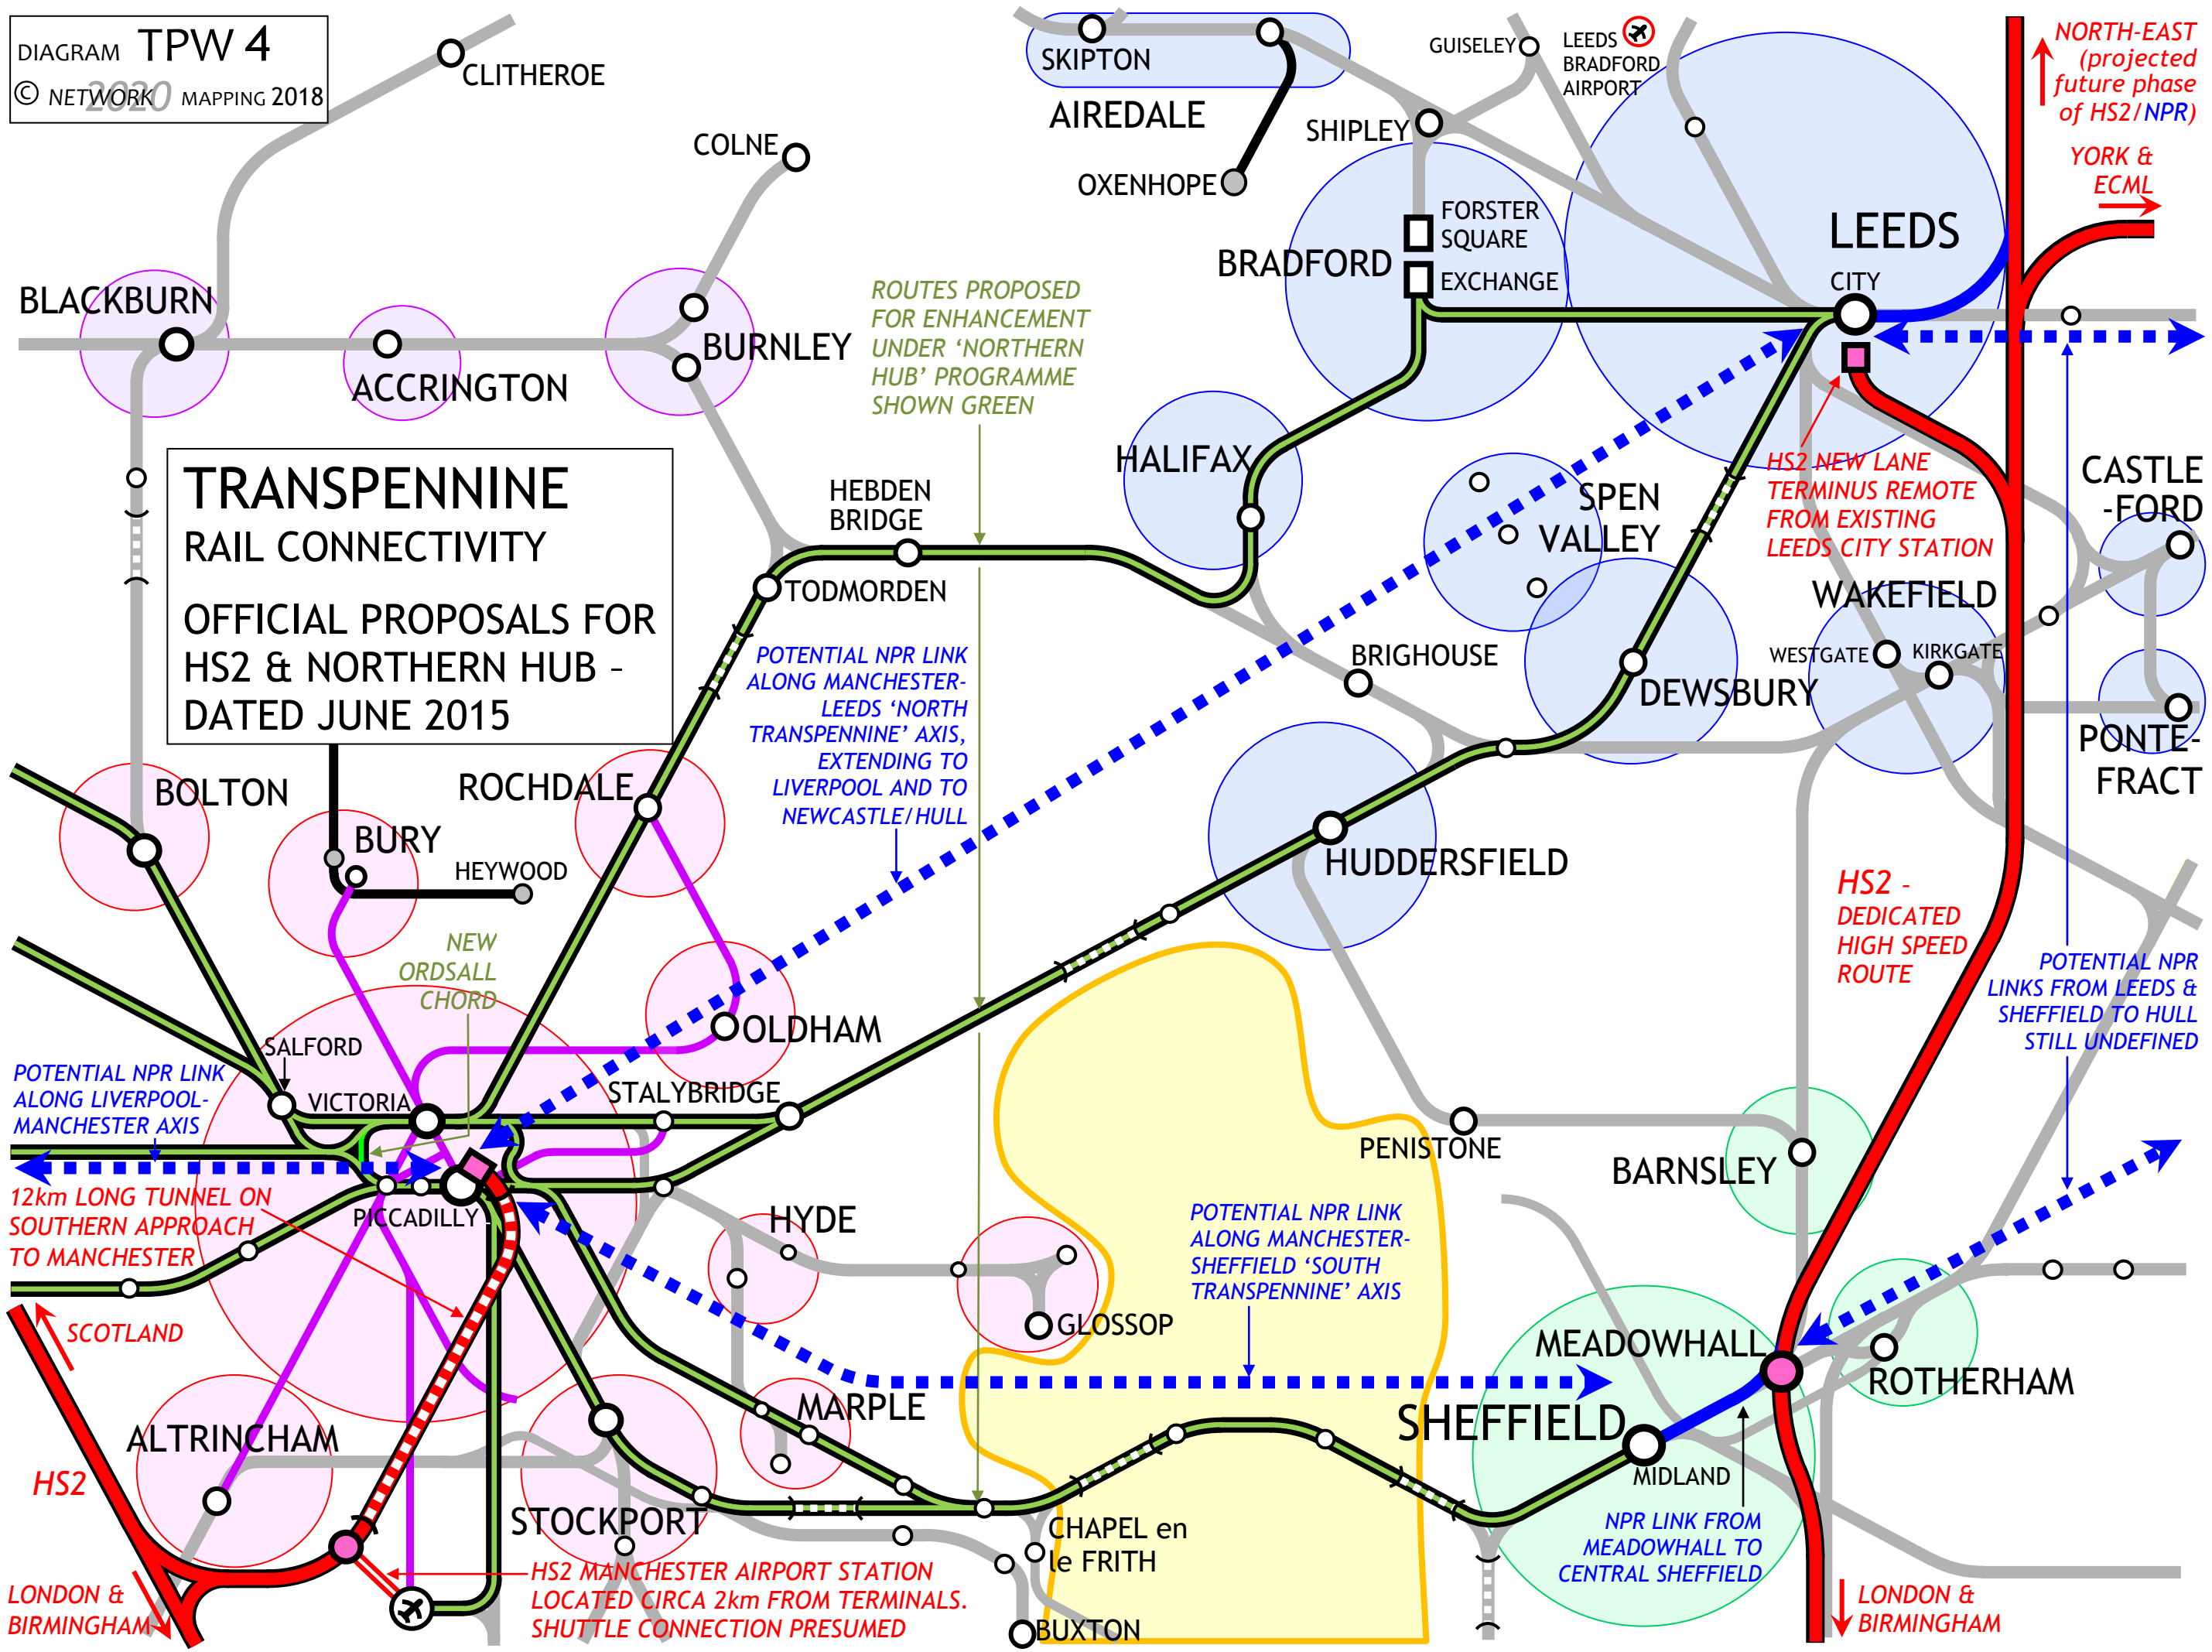 DIAGRAM TPW 4
© NETWORK 2020 MAPPING 2018
CLITHEROE
COLNE
BLACKBURN
ACCRINGTON
BURNLEY
SKIPTON
AIREDALE
OXENHOPE
SHIPLEY
GUISELEY
LEEDS
BRADFORD
AIRPORT
NORTH-EAST
(projected
future phase
of HS2/NPR)
YORK &
ECML
FORSTER
SQUARE
BRADFORD
EXCHANGE
LEEDS
CITY
ROUTES PROPOSED
FOR ENHANCEMENT
UNDER ‘NORTHERN
HUB’ PROGRAMME
SHOWN GREEN
TRANSPENNINE
RAIL CONNECTIVITY
OFFICIAL PROPOSALS FOR
HS2 & NORTHERN HUB –
DATED JUNE 2015
HALIFAX
HEBDEN
BRIDGE
TODMORDEN
SPEN
VALLEY
HS2 NEW LANE
TERMINUS REMOTE
FROM EXISTING
LEEDS CITY STATION
CASTLE
-FORD
WAKEFIELD
WESTGATE
KIRKGATE
BRIGHOUSE
DEWSBURY
PONTE-
FRACT
POTENTIAL NPR LINK
ALONG MANCHESTER-
LEEDS ‘NORTH
TRANSPENNINE’ AXIS,
EXTENDING TO
LIVERPOOL AND TO
NEWCASTLE/HULL
BOLTON
BURY
HEYWOOD
ROCHDALE
HUDDERSFIELD
HS2 -
DEDICATED
HIGH SPEED
ROUTE
NEW
ORDSALL
CHORD
POTENTIAL NPR
LINKS FROM LEEDS &
SHEFFIELD TO HULL
STILL UNDEFINED
OLDHAM
SALFORD
VICTORIA
STALYBRIDGE
POTENTIAL NPR LINK
ALONG LIVERPOOL-
MANCHESTER AXIS
PICCADILLY
12km LONG TUNNEL ON
SOUTHERN APPROACH
TO MANCHESTER
PENISTONE
BARNSLEY
HYDE
GLOSSOP
POTENTIAL NPR LINK
ALONG MANCHESTER-
SHEFFIELD ‘SOUTH
TRANSPENNINE’ AXIS
SCOTLAND
MEADOWHALL
ROTHERHAM
MARPLE
SHEFFIELD
MIDLAND
ALTRINCHAM
HS2
STOCKPORT
CHAPEL en
le FRITH
BUXTON
NPR LINK FROM
MEADOWHALL TO
CENTRAL SHEFFIELD
HS2 MANCHESTER AIRPORT STATION
LOCATED CIRCA 2km FROM TERMINALS.
SHUTTLE CONNECTION PRESUMED
LONDON &
BIRMINGHAM
LONDON &
BIRMINGHAM